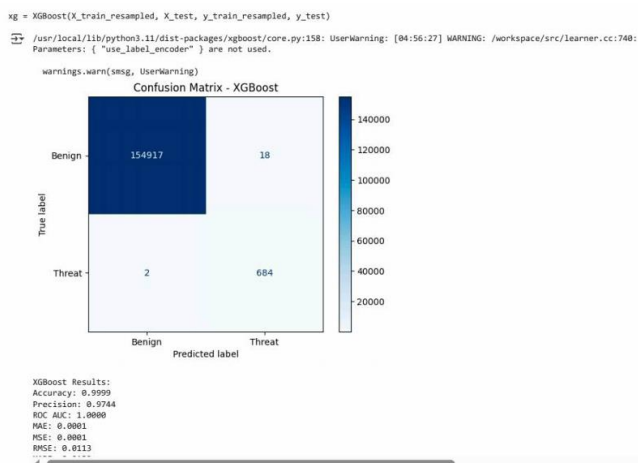 xg = XGBoost(X_train_resampled, X_test, y_train_resampled, y_test)
/usr/local/lib/python3.11/dist-packages/xgboost/core.py:158: UserWarning: [04:56:27] WARNING: /workspace/src/learner.cc:740:
Parameters: { "use_label_encoder" } are not used.
warnings.warn(smsg, UserWarning)
Confusion Matrix - XGBoost
140000
Benign
154917
18
120000
100000
True label
80000
60000
Threat
2
684
40000
20000
Benign
Threat
Predicted label
XGBoost Results:
Accuracy: 0.9999
Precision: 0.9744
ROC AUC: 1.0000
MAE: 0.0001
MSE: 0.0001
RMSE: 0.0113